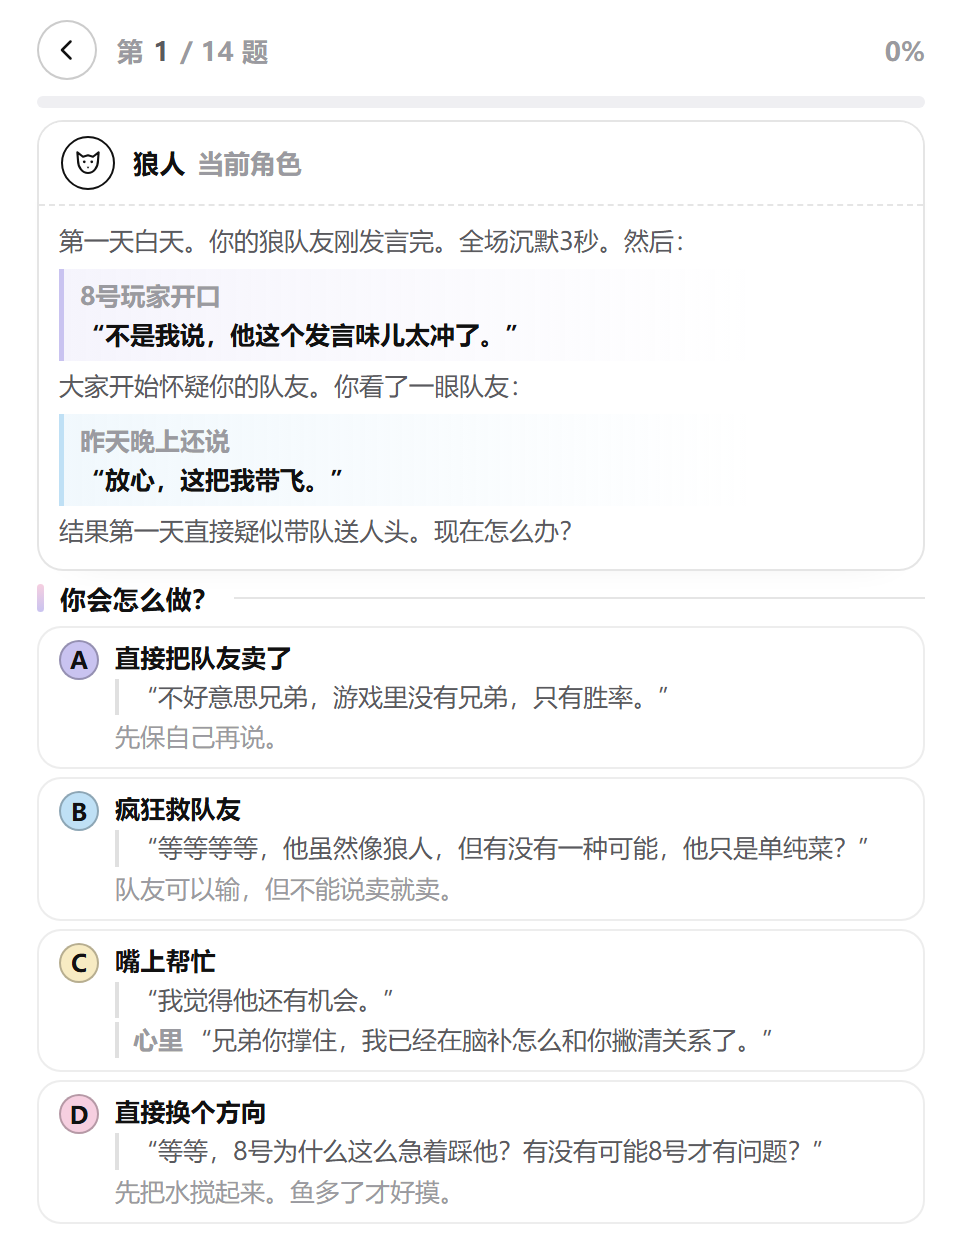 第 1 / 14 题
0%
狼人 当前角色
第一天白天。你的狼队友刚发言完。全场沉默3秒。然后：
8号玩家开口
“不是我说，他这个发言味儿太冲了。”
大家开始怀疑你的队友。你看了一眼队友：
昨天晚上还说
“放心，这把我带飞。”
结果第一天直接疑似带队送人头。现在怎么办？
你会怎么做？
A 直接把队友卖了
“不好意思兄弟，游戏里没有兄弟，只有胜率。”
先保自己再说。
B 疯狂救队友
“等等等等，他虽然像狼人，但有没有一种可能，他只是单纯菜？”
队友可以输，但不能说卖就卖。
C 嘴上帮忙
“我觉得他还有机会。”
心里 “兄弟你撑住，我已经在脑补怎么和你撇清关系了。”
D 直接换个方向
“等等，8号为什么这么急着踩他？有没有可能8号才有问题？”
先把水搅起来。鱼多了才好摸。